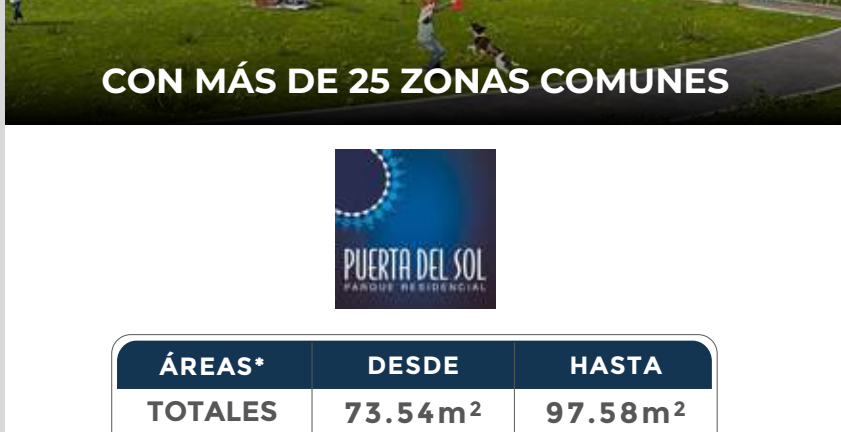 CON MÁS DE 25 ZONAS COMUNES
PUERTA DEL SOL
PARQUE RESIDENCIAL
ÁREAS* DESDE HASTA
TOTALES 73.54m² 97.58m²